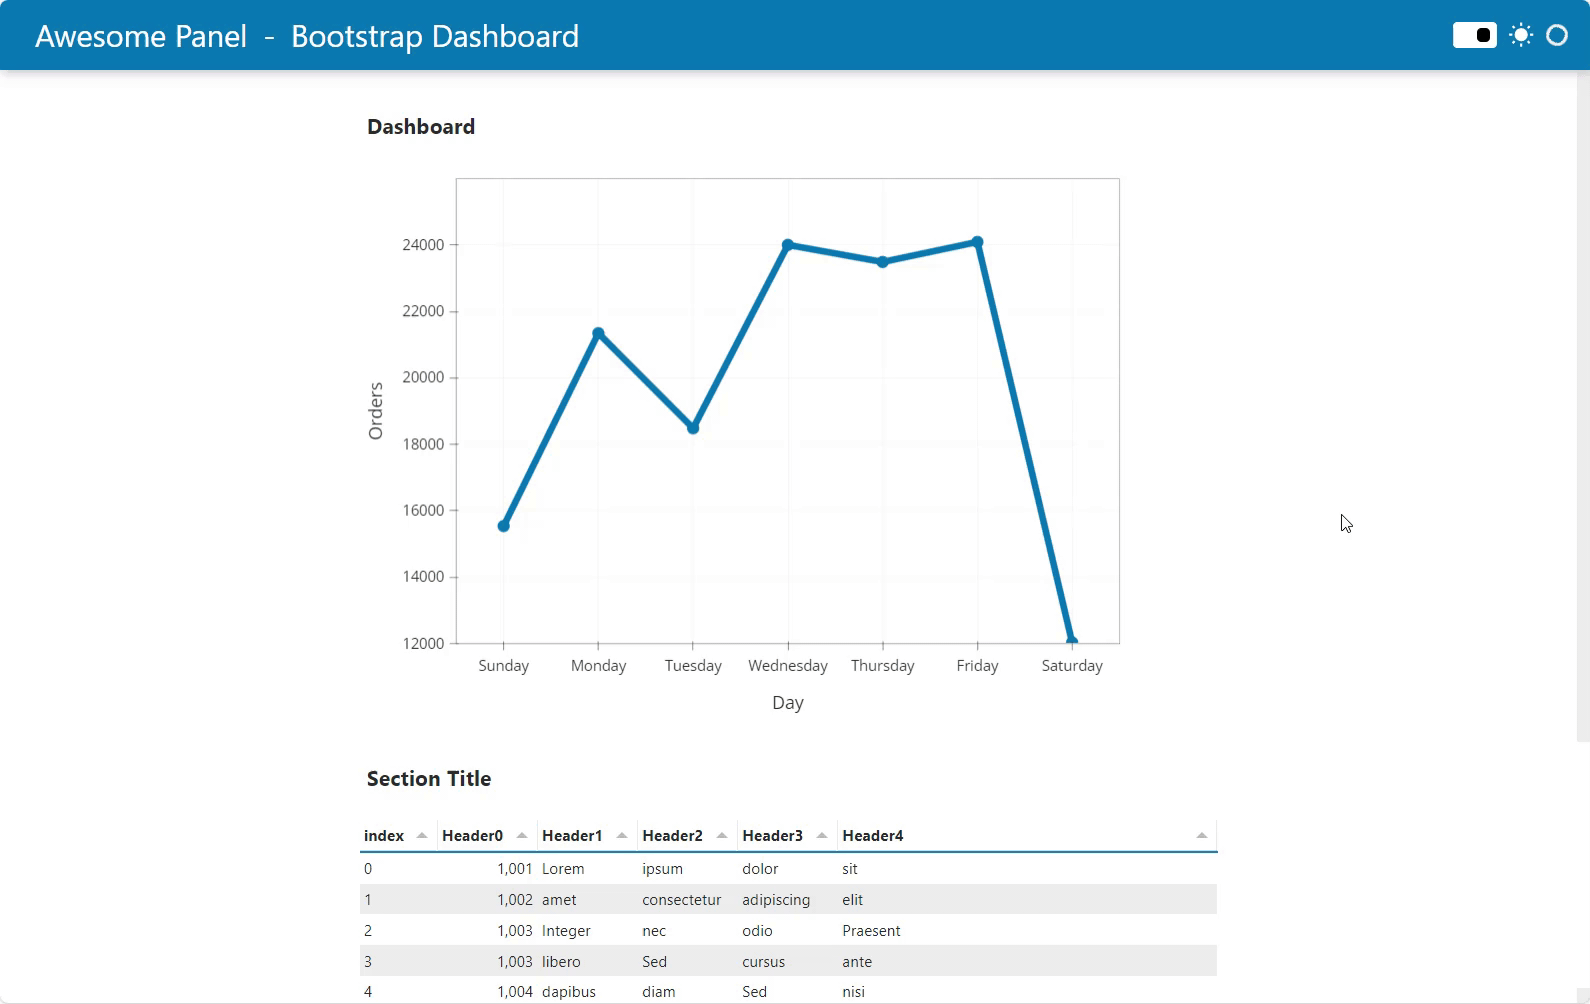 Awesome Panel - Bootstrap Dashboard
Dashboard
24000
22000
20000
18000
16000
14000
12000
Orders
Sunday Monday Tuesday Wednesday Thursday Friday Saturday
Day
Section Title
index Header0 Header1 Header2 Header3 Header4
0 1,001 Lorem ipsum dolor sit
1 1,002 amet consectetur adipiscing elit
2 1,003 Integer nec odio Praesent
3 1,003 libero Sed cursus ante
4 1,004 dapibus diam Sed nisi